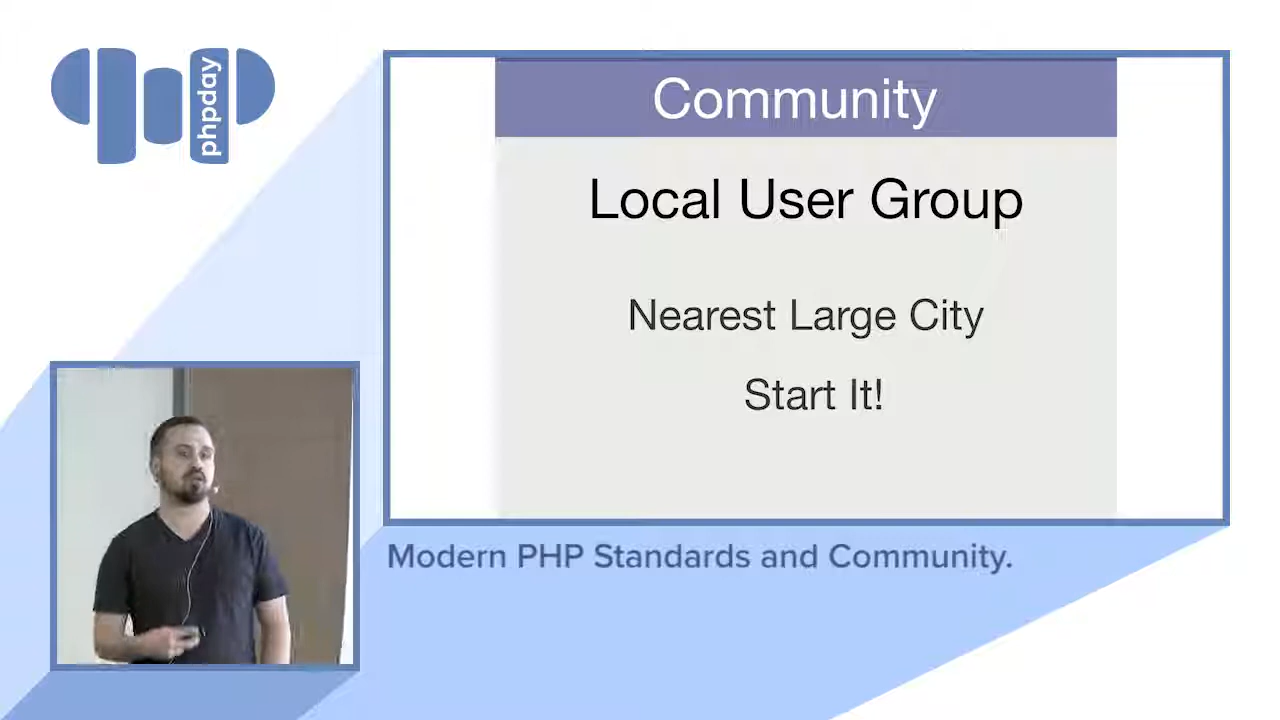 phpday
Community
Local User Group
Nearest Large City
Start It!
Modern PHP Standards and Community.